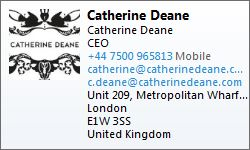 CATHERINE DEANE
Catherine Deane
Catherine Deane
CEO
+44 7500 965813 Mobile
catherine@catherinedeane.c...
c.deane@catherinedeane.com
Unit 209, Metropolitan Wharf...
London
E1W 3SS
United Kingdom